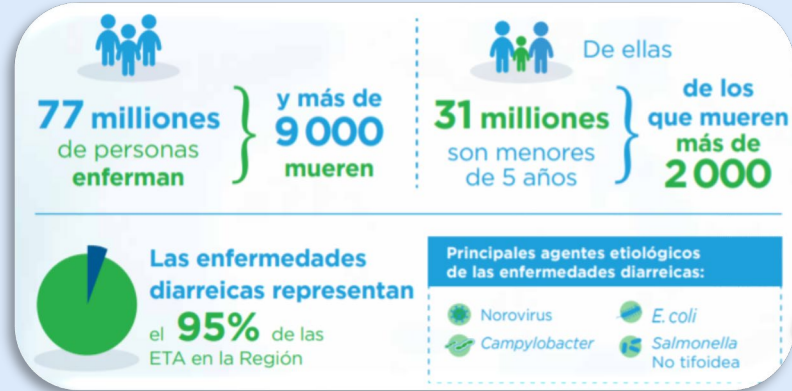 77 milliones
de personas
enferman
y más de
9 000
mueren
De ellas
31 milliones
son menores
de 5 años
de los
que mueren
más de
2 000
Las enfermedades
diarreicas representan
el 95% de las
ETA en la Región
Principales agentes etiológicos
de las enfermedades diarreicas:
Norovirus
Campylobacter
E. coli
Salmonella
No tifoidea